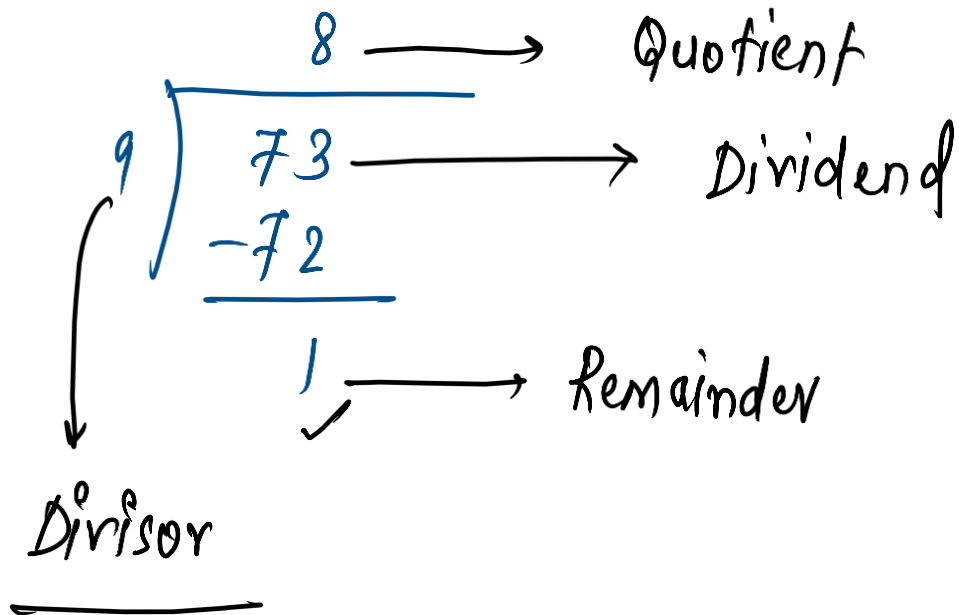 8 → Quotient
9 73 → Dividend
-72
1 → Remainder
✓
Divisor